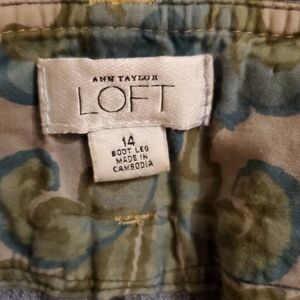 ANN TAYLOR
LOFT
14
BOOT LEG
MADE IN
CAMBODIA